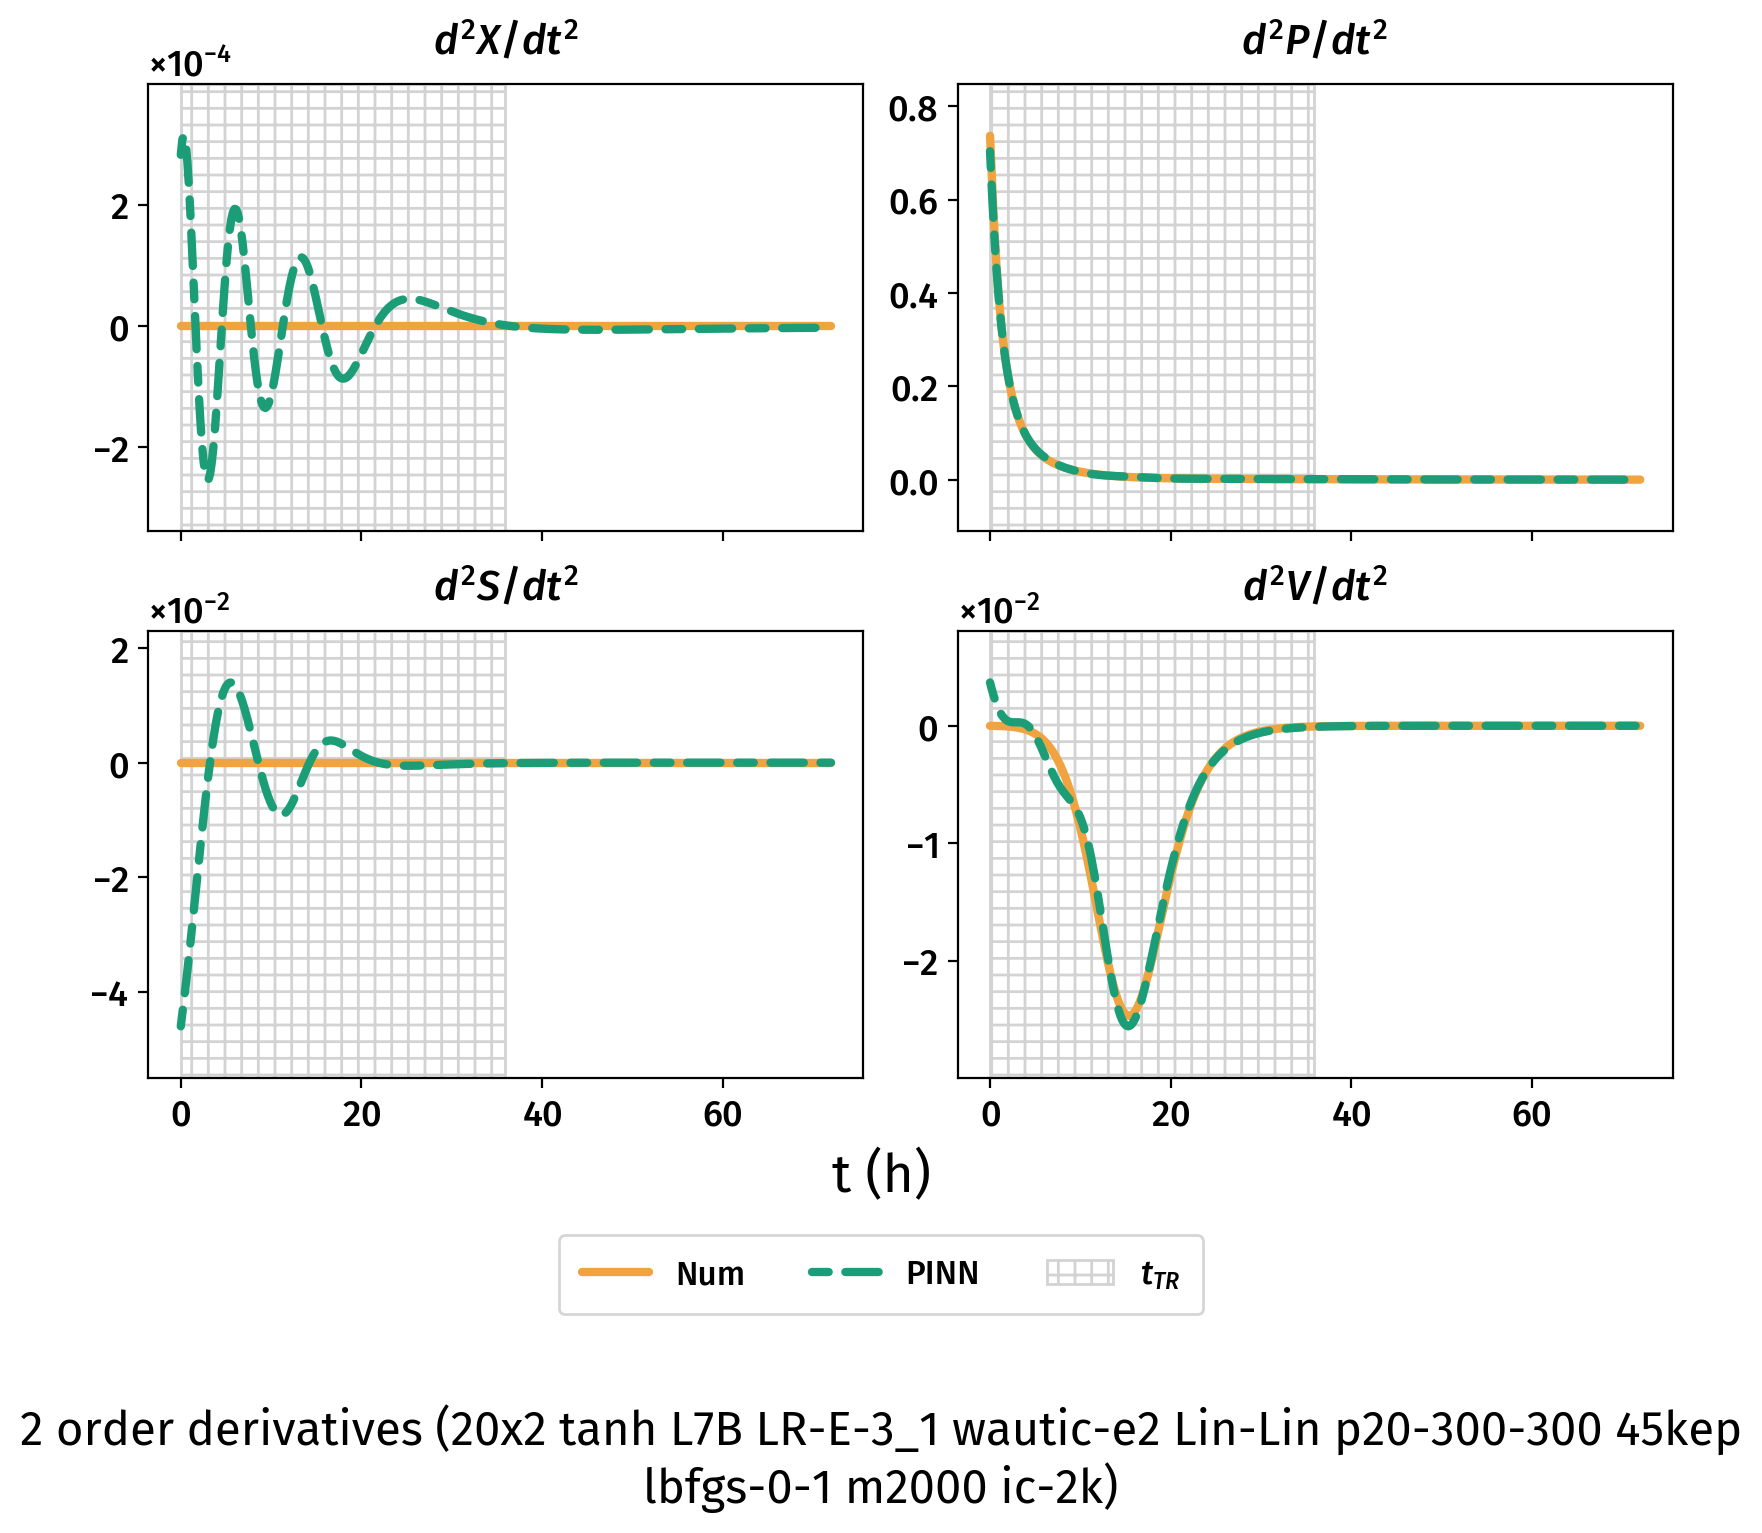 d²X/dt²
×10⁻⁴
2
0
−2
d²P/dt²
0.8
0.6
0.4
0.2
0.0
d²S/dt²
×10⁻²
2
0
−2
−4
0 20 40 60
d²V/dt²
×10⁻²
0
−1
−2
0 20 40 60
t (h)
Num PINN t_TR
2 order derivatives (20x2 tanh L7B LR-E-3_1 wautic-e2 Lin-Lin p20-300-300 45kep
lbfgs-0-1 m2000 ic-2k)